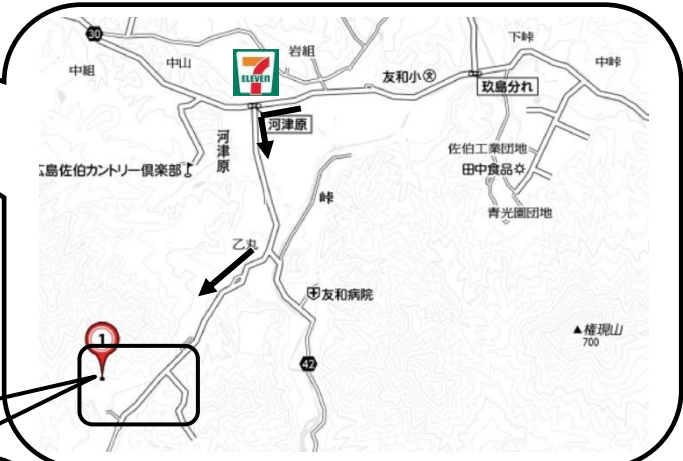 30
下峠
中組
中山
岩組
7
ELEVEn
友和小 文
中峠
玖島分れ
河津原
河津原
佐伯工業団地
広島佐伯カントリー倶楽部
田中食品
峠
青光園団地
乙丸
友和病院
▲権現山
700
1
42